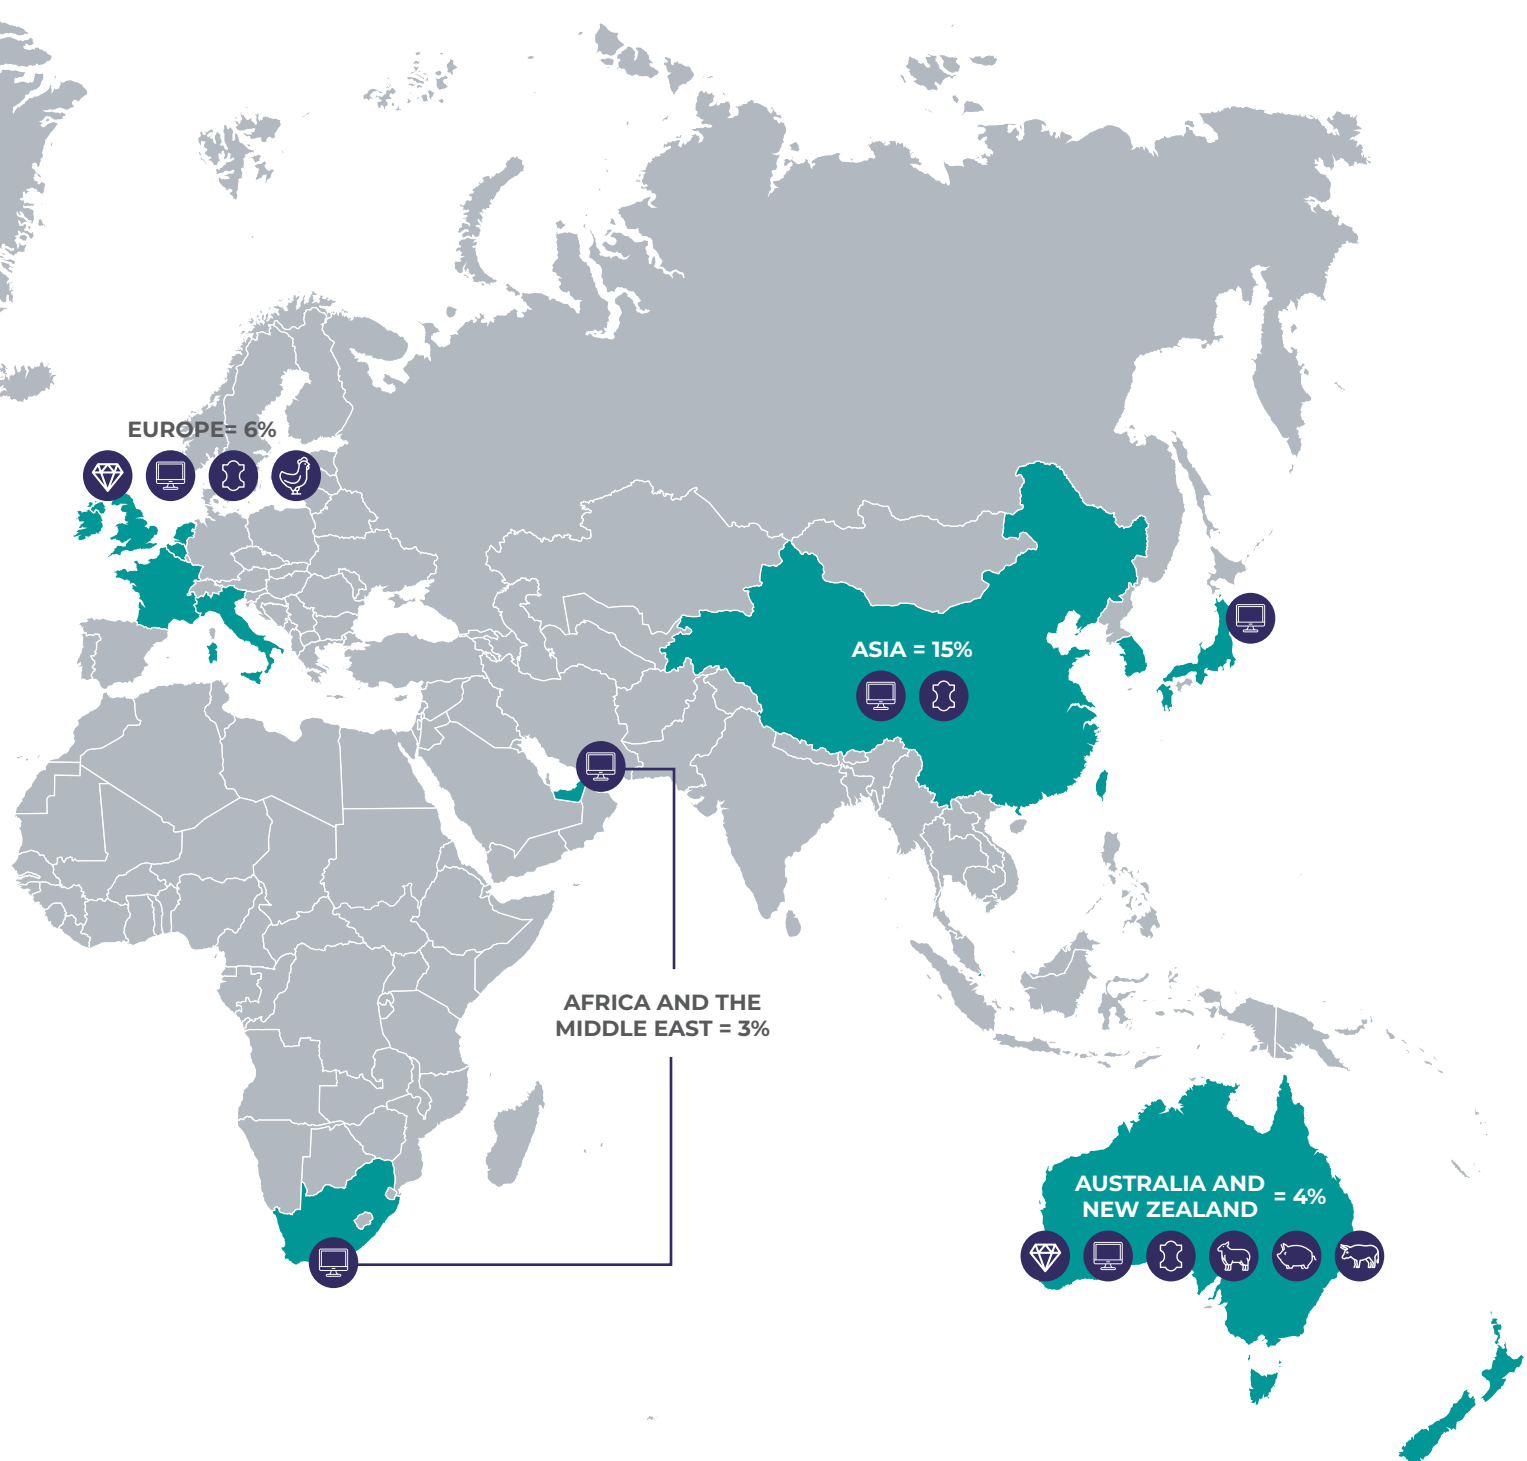 EUROPE= 6%
ASIA = 15%
AFRICA AND THE
MIDDLE EAST = 3%
AUSTRALIA AND
NEW ZEALAND = 4%